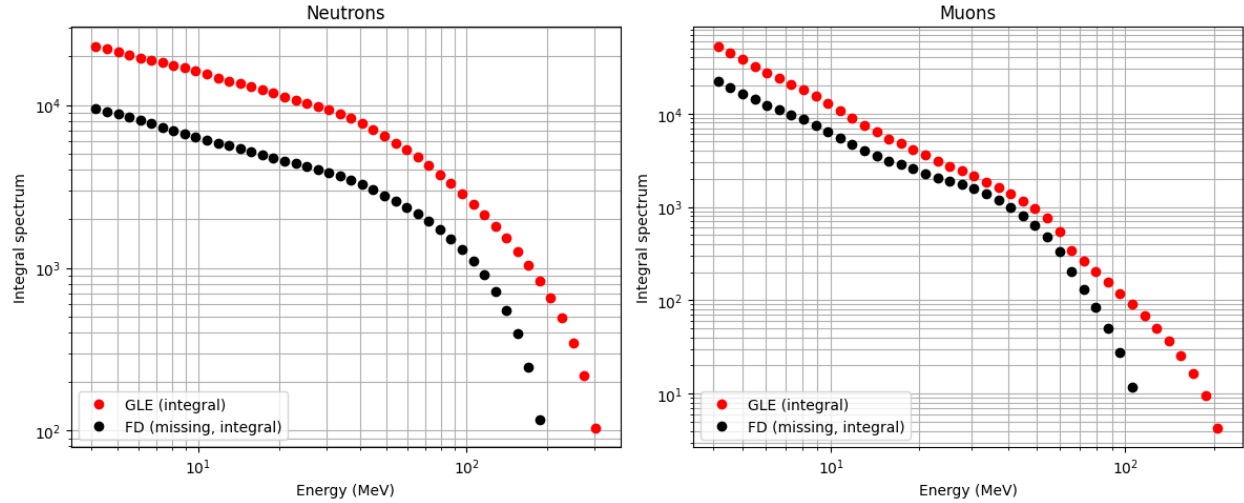 Neutrons
Integral spectrum
10^4
10^3
10^2
GLE (integral)
FD (missing, integral)
10^1
10^2
Energy (MeV)
Muons
Integral spectrum
10^4
10^3
10^2
10^1
GLE (integral)
FD (missing, integral)
10^1
10^2
Energy (MeV)